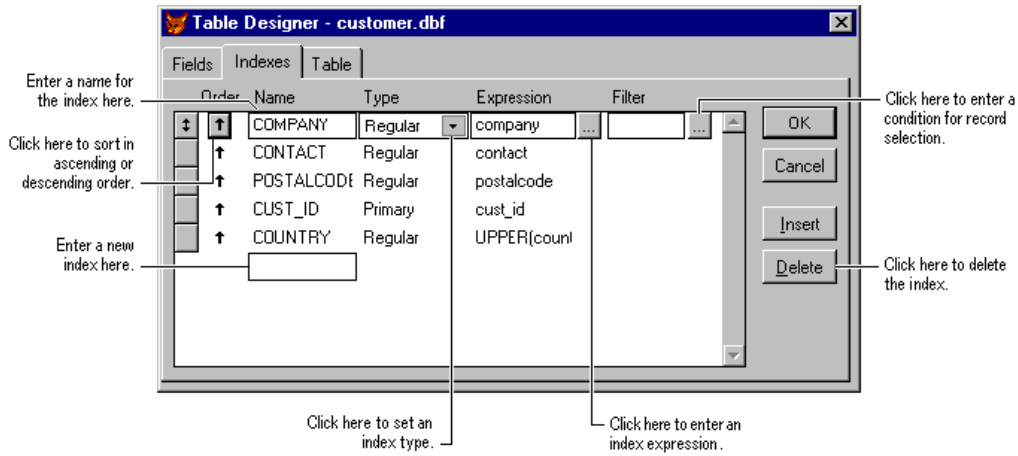 Table Designer - customer.dbf
Fields Indexes Table
Enter a name for
the index here.
Order Name Type Expression Filter
Click here to enter a
condition for record
selection.
COMPANY Regular company ... ... OK
Click here to sort in
ascending or
descending order.
CONTACT Regular contact
Cancel
POSTALCODE Regular postalcode
CUST_ID Primary cust_id
Insert
Enter a new
index here.
COUNTRY Regular UPPER(count
Delete
Click here to delete
the index.
Click here to set an
index type.
Click here to enter an
index expression.